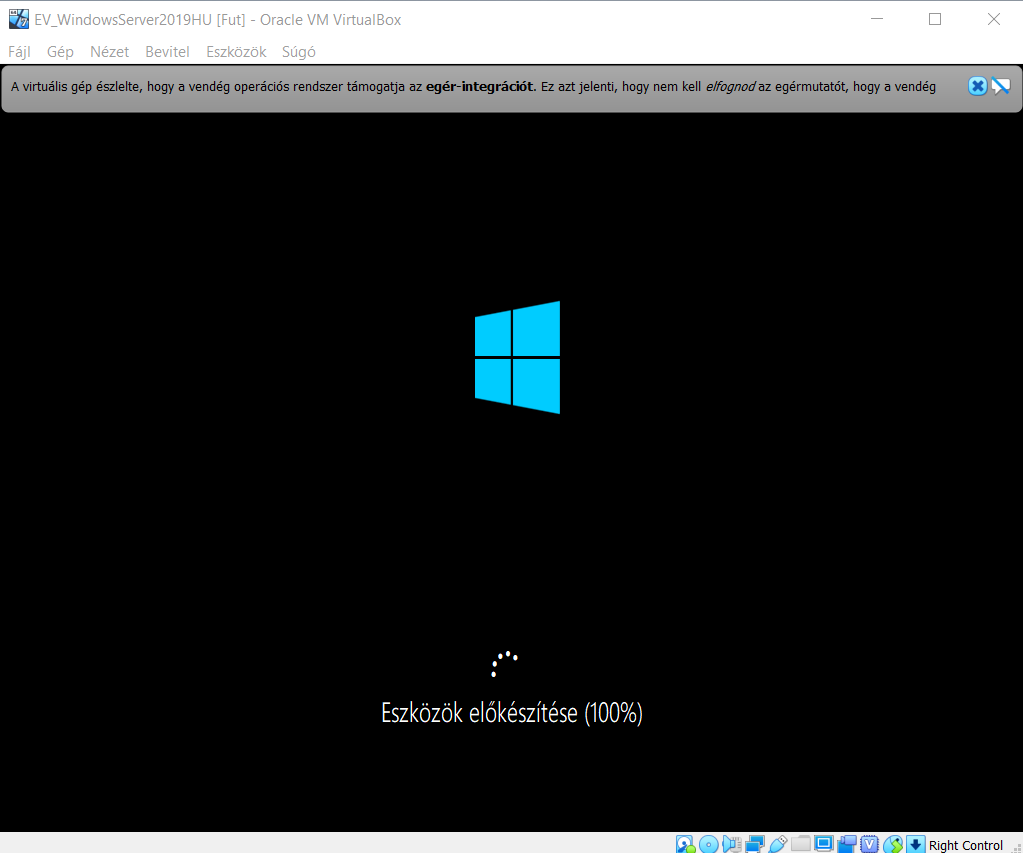 EV_WindowsServer2019HU [Fut] - Oracle VM VirtualBox
Fájl Gép Nézet Bevitel Eszközök Súgó
A virtuális gép észlelte, hogy a vendég operációs rendszer támogatja az egér-integrációt. Ez azt jelenti, hogy nem kell elfognod az egérmutatót, hogy a vendég
Eszközök előkészítése (100%)
Right Control